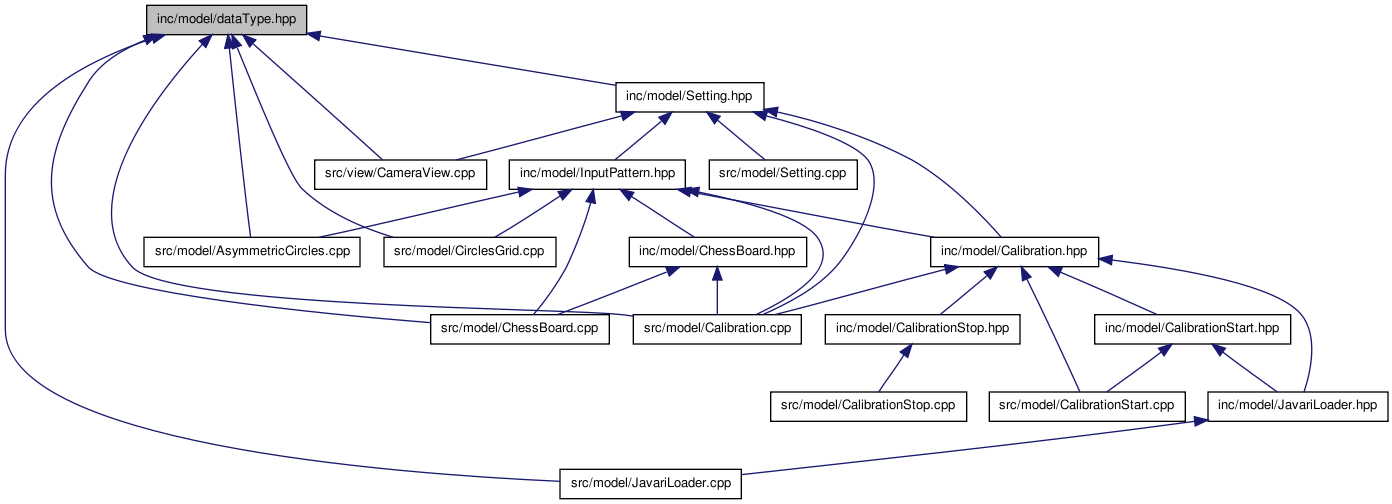 inc/model/dataType.hpp
inc/model/Setting.hpp
src/view/CameraView.cpp
inc/model/InputPattern.hpp
src/model/Setting.cpp
src/model/AsymmetricCircles.cpp
src/model/CirclesGrid.cpp
inc/model/ChessBoard.hpp
inc/model/Calibration.hpp
src/model/ChessBoard.cpp
src/model/Calibration.cpp
inc/model/CalibrationStop.hpp
inc/model/CalibrationStart.hpp
src/model/CalibrationStop.cpp
src/model/CalibrationStart.cpp
inc/model/JavariLoader.hpp
src/model/JavariLoader.cpp